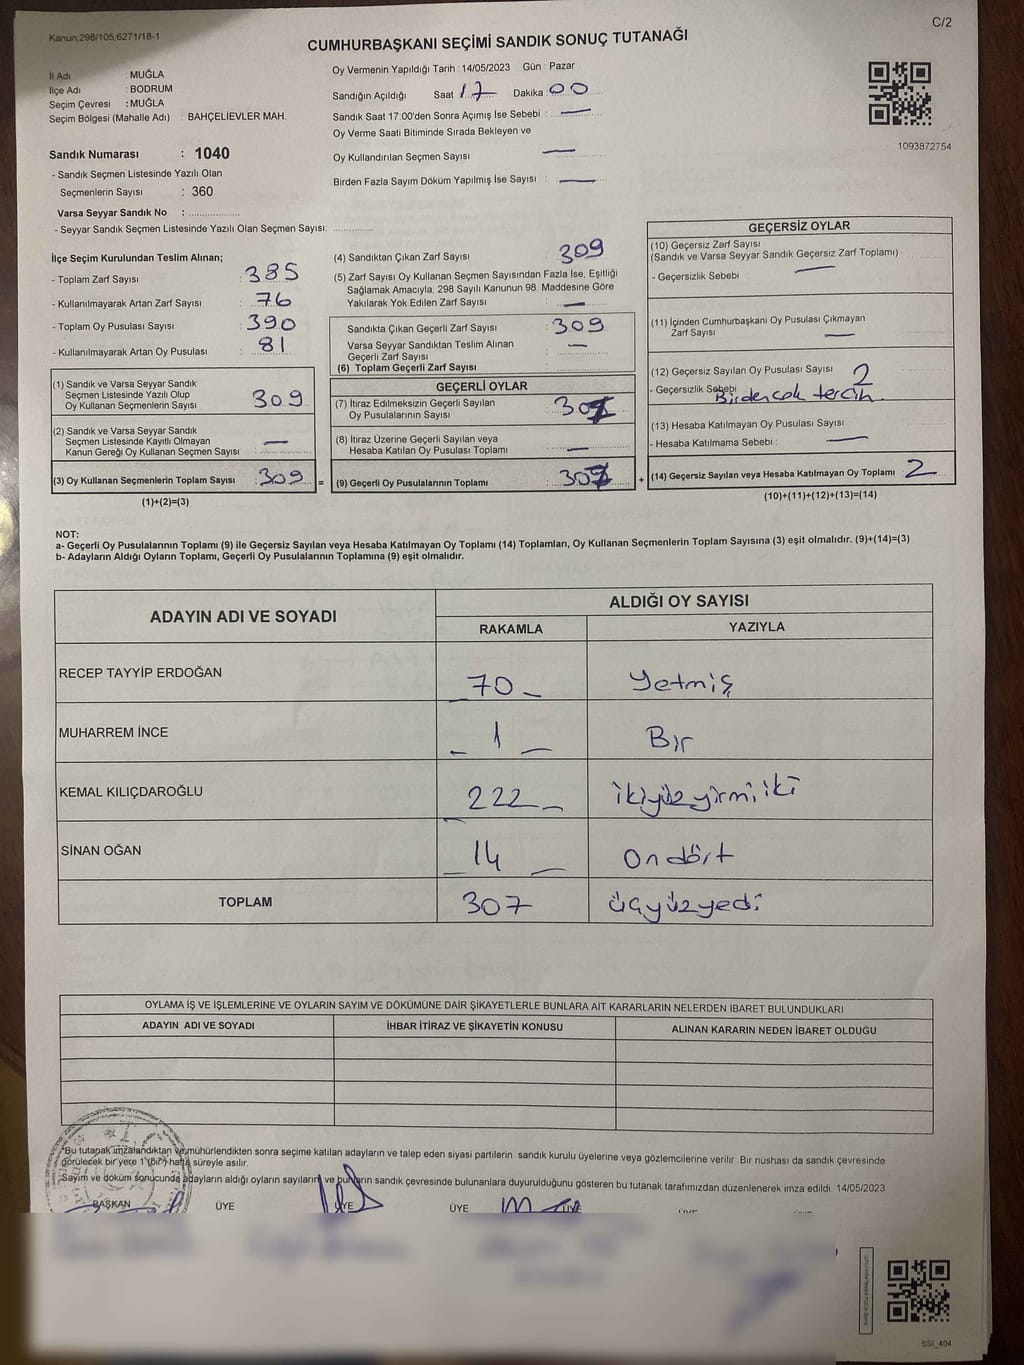 Kanun;298/105;6271/18-1
C/2
CUMHURBAŞKANI SEÇİMİ SANDIK SONUÇ TUTANAĞI
İl Adı : MUĞLA
İlçe Adı : BODRUM
Seçim Çevresi : MUĞLA
Seçim Bölgesi (Mahalle Adı) : BAHÇELİEVLER MAH.
Sandık Numarası : 1040
- Sandık Seçmen Listesinde Yazılı Olan
Seçmenlerin Sayısı : 360
Varsa Seyyar Sandık No :
- Seyyar Sandık Seçmen Listesinde Yazılı Olan Seçmen Sayısı:
Oy Vermenin Yapıldığı Tarih : 14/05/2023 Gün : Pazar
Sandığın Açıldığı Saat 17 Dakika 00
Sandık Saat 17:00'den Sonra Açımış İse Sebebi : —
Oy Verme Saati Bitiminde Sırada Bekleyen ve
Oy Kullandırılan Seçmen Sayısı —
Birden Fazla Sayım Döküm Yapılmış İse Sayısı : —
1093872754
İlçe Seçim Kurulundan Teslim Alınan;
- Toplam Zarf Sayısı : 385
- Kullanılmayarak Artan Zarf Sayısı : 76
- Toplam Oy Pusulası Sayısı : 390
- Kullanılmayarak Artan Oy Pusulası : 81
(1) Sandık ve Varsa Seyyar Sandık
Seçmen Listesinde Yazılı Olup
Oy Kullanan Seçmenlerin Sayısı : 309
(2) Sandık ve Varsa Seyyar Sandık
Seçmen Listesinde Kayıtlı Olmayan
Kanun Gereği Oy Kullanan Seçmen Sayısı : —
(3) Oy Kullanan Seçmenlerin Toplam Sayısı : 309 =
(1)+(2)=(3)
(4) Sandıktan Çıkan Zarf Sayısı : 309
(5) Zarf Sayısı Oy Kullanan Seçmen Sayısından Fazla İse, Eşitliği
Sağlamak Amacıyla, 298 Sayılı Kanunun 98. Maddesine Göre
Yakılarak Yok Edilen Zarf Sayısı : —
Sandıkta Çıkan Geçerli Zarf Sayısı : 309
Varsa Seyyar Sandıktan Teslim Alınan
Geçerli Zarf Sayısı : —
(6) Toplam Geçerli Zarf Sayısı :
GEÇERLİ OYLAR
(7) İtiraz Edilmeksizin Geçerli Sayılan
Oy Pusulalarının Sayısı : 307
(8) İtiraz Üzerine Geçerli Sayılan veya
Hesaba Katılan Oy Pusulası Toplamı : —
(9) Geçerli Oy Pusulalarının Toplamı : 307 +
GEÇERSİZ OYLAR
(10) Geçersiz Zarf Sayısı
(Sandık ve Varsa Seyyar Sandık Geçersiz Zarf Toplamı) :
- Geçersizlik Sebebi : —
(11) İçinden Cumhurbaşkanı Oy Pusulası Çıkmayan
Zarf Sayısı : —
(12) Geçersiz Sayılan Oy Pusulası Sayısı : 2
- Geçersizlik Sebebi Birden çok tercih.
(13) Hesaba Katılmayan Oy Pusulası Sayısı
- Hesaba Katılmama Sebebi : —
(14) Geçersiz Sayılan veya Hesaba Katılmayan Oy Toplamı : 2
(10)+(11)+(12)+(13)=(14)
NOT:
a- Geçerli Oy Pusulalarının Toplamı (9) ile Geçersiz Sayılan veya Hesaba Katılmayan Oy Toplamı (14) Toplamları, Oy Kullanan Seçmenlerin Toplam Sayısına (3) eşit olmalıdır. (9)+(14)=(3)
b- Adayların Aldığı Oyların Toplamı, Geçerli Oy Pusulalarının Toplamına (9) eşit olmalıdır.
ADAYIN ADI VE SOYADI
ALDIĞI OY SAYISI
RAKAMLA YAZIYLA
RECEP TAYYİP ERDOĞAN 70 Yetmiş
MUHARREM İNCE 1 Bir
KEMAL KILIÇDAROĞLU 222 ikiyüzyirmiiki
SİNAN OĞAN 14 Ondört
TOPLAM 307 üçyüzyedi
OYLAMA İŞ VE İŞLEMLERİNE VE OYLARIN SAYIM VE DÖKÜMÜNE DAİR ŞİKAYETLERLE BUNLARA AİT KARARLARIN NELERDEN İBARET BULUNDUKLARI
ADAYIN ADI VE SOYADI İHBAR İTİRAZ VE ŞİKAYETİN KONUSU ALINAN KARARIN NEDEN İBARET OLDUĞU
"Bu tutanak imzalandıktan ve mühürlendikten sonra seçime katılan adayların ve talep eden siyasi partilerin sandık kurulu üyelerine veya gözlemcilerine verilir. Bir nüshası da sandık çevresinde
görülecek bir yere 1 (bir) hafta süreyle asılır.
Sayım ve döküm sonucunda adayların aldığı oyların sayılarını ve bunların sandık çevresinde bulunanlara duyurulduğunu gösteren bu tutanak tarafımızdan düzenlenerek imza edildi. 14/05/2023
BAŞKAN ÜYE ÜYE ÜYE ÜYE
SSI_404